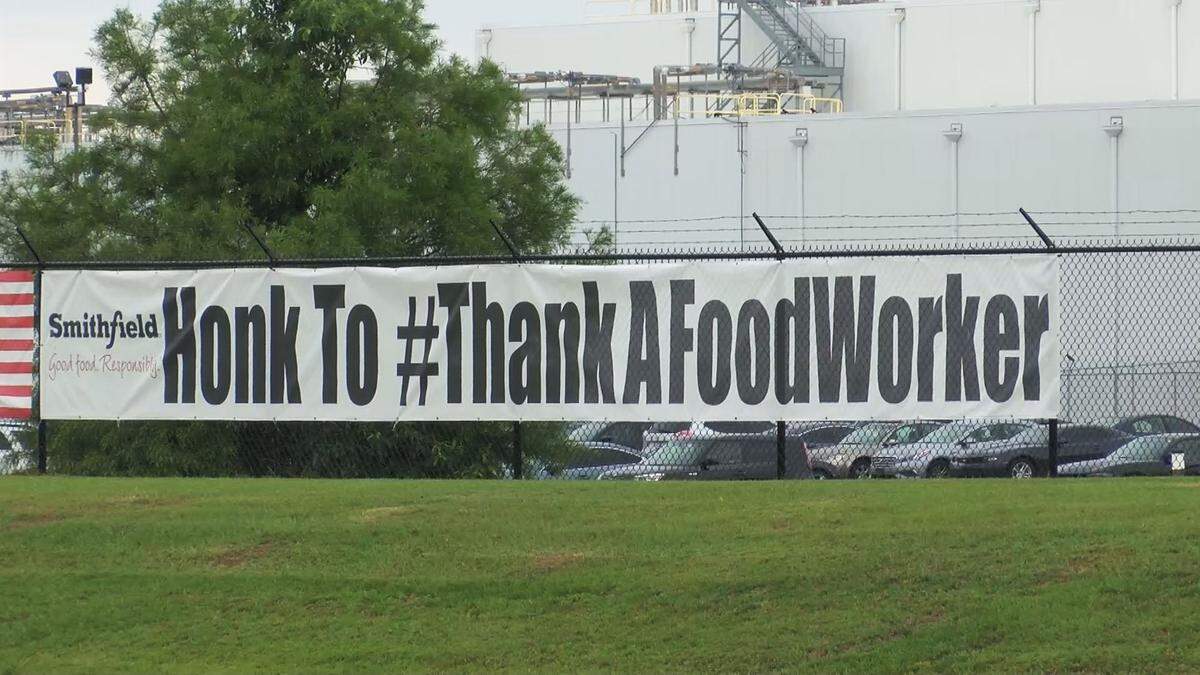 Smithfield
Good food. Responsibly.
Honk To #ThankAFoodWorker